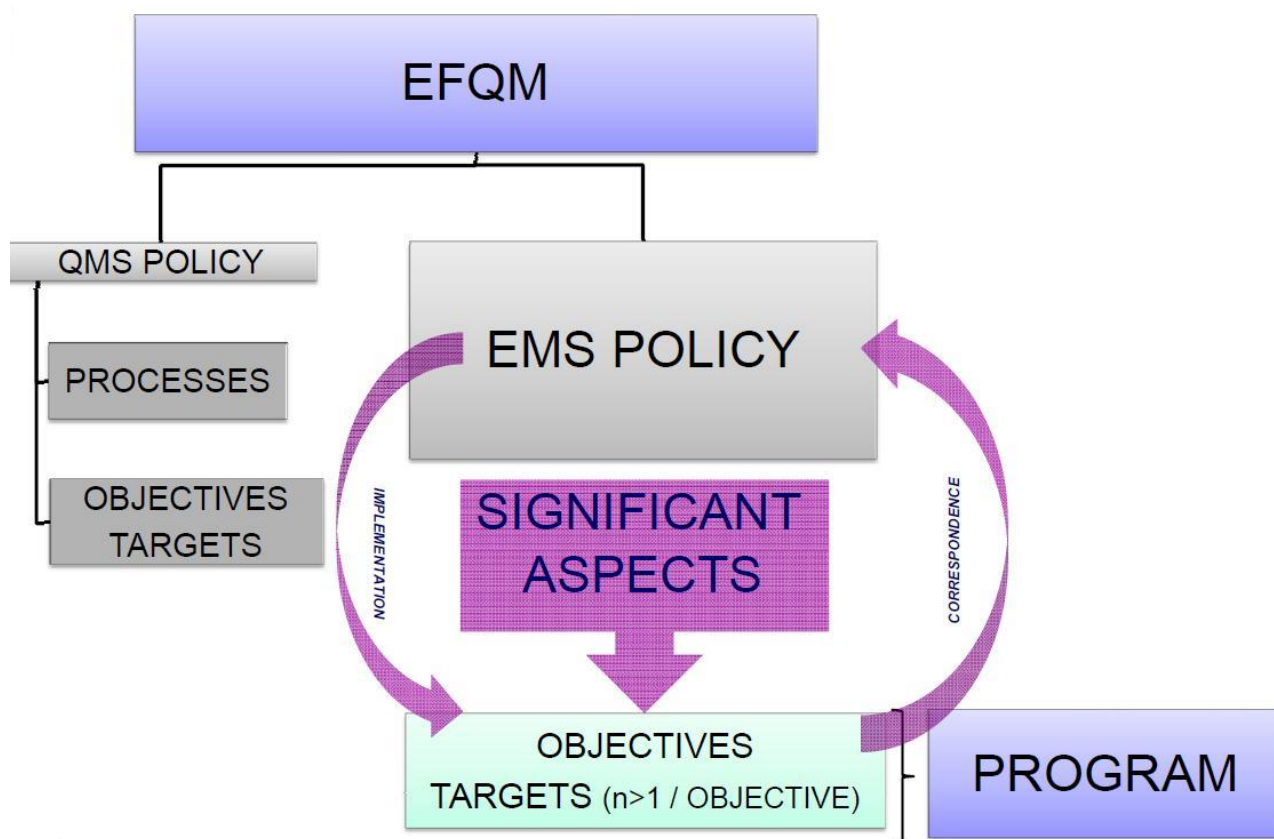 EFQM
QMS POLICY
EMS POLICY
PROCESSES
OBJECTIVES
TARGETS
IMPLEMENTATION
SIGNIFICANT
ASPECTS
CORRESPONDENCE
OBJECTIVES
TARGETS (n>1 / OBJECTIVE)
PROGRAM